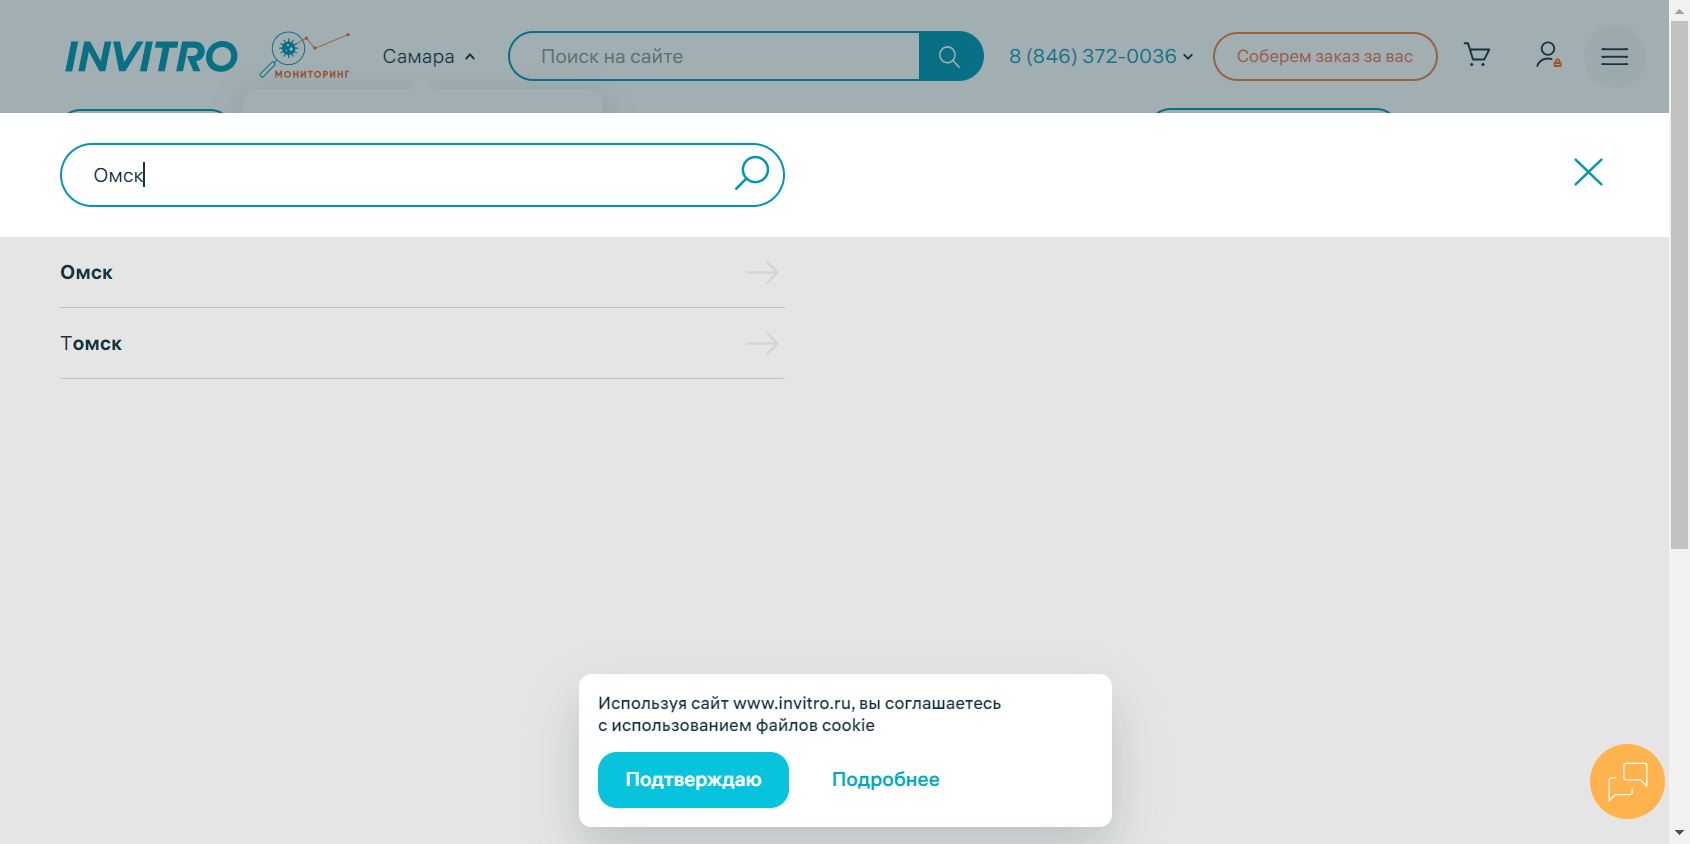 INVITRO
МОНИТОРИНГ
Самара
Поиск на сайте
8 (846) 372-0036
Соберем заказ за вас
Омск
Омск
Томск
Используя сайт www.invitro.ru, вы соглашаетесь
с использованием файлов cookie
Подтверждаю
Подробнее